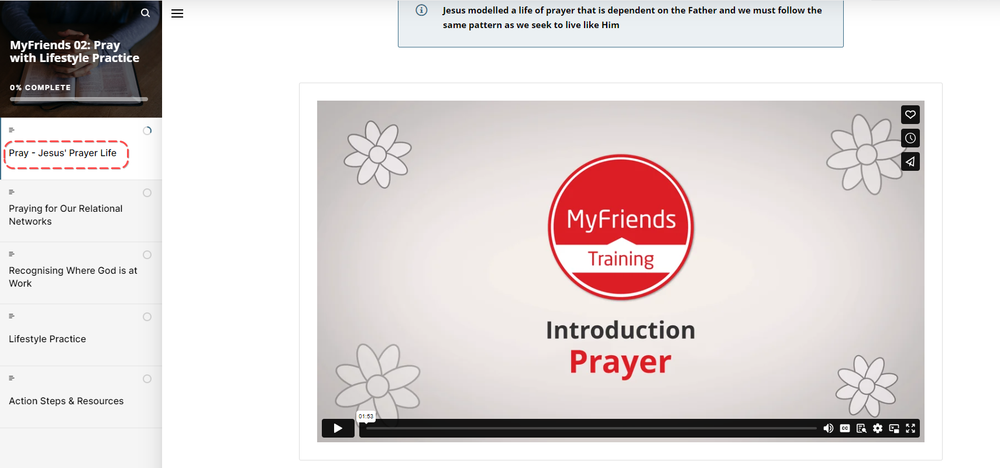 MyFriends 02: Pray
with Lifestyle Practice
0% COMPLETE
Pray - Jesus' Prayer Life
Praying for Our Relational
Networks
Recognising Where God is at
Work
Lifestyle Practice
Action Steps & Resources
Jesus modelled a life of prayer that is dependent on the Father and we must follow the
same pattern as we seek to live like Him
MyFriends
Training
Introduction
Prayer
01:53
CC